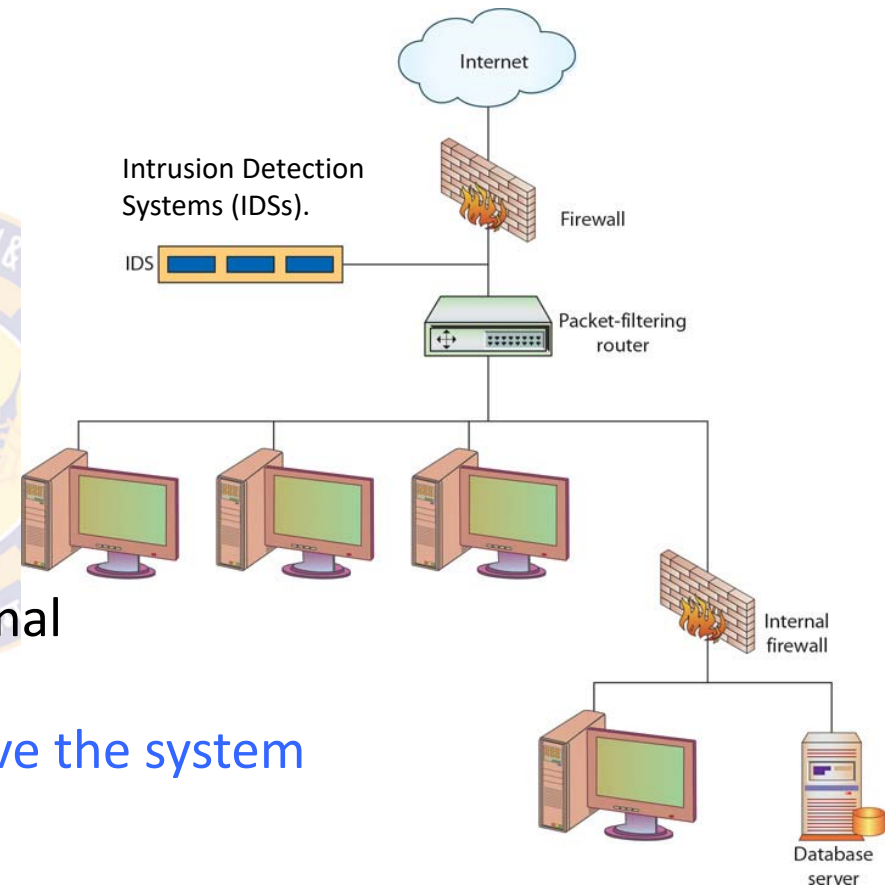 Internet
Intrusion Detection
Systems (IDSs).
Firewall
IDS
Packet-filtering
router
Internal
firewall
nal
ve the system
Database
server